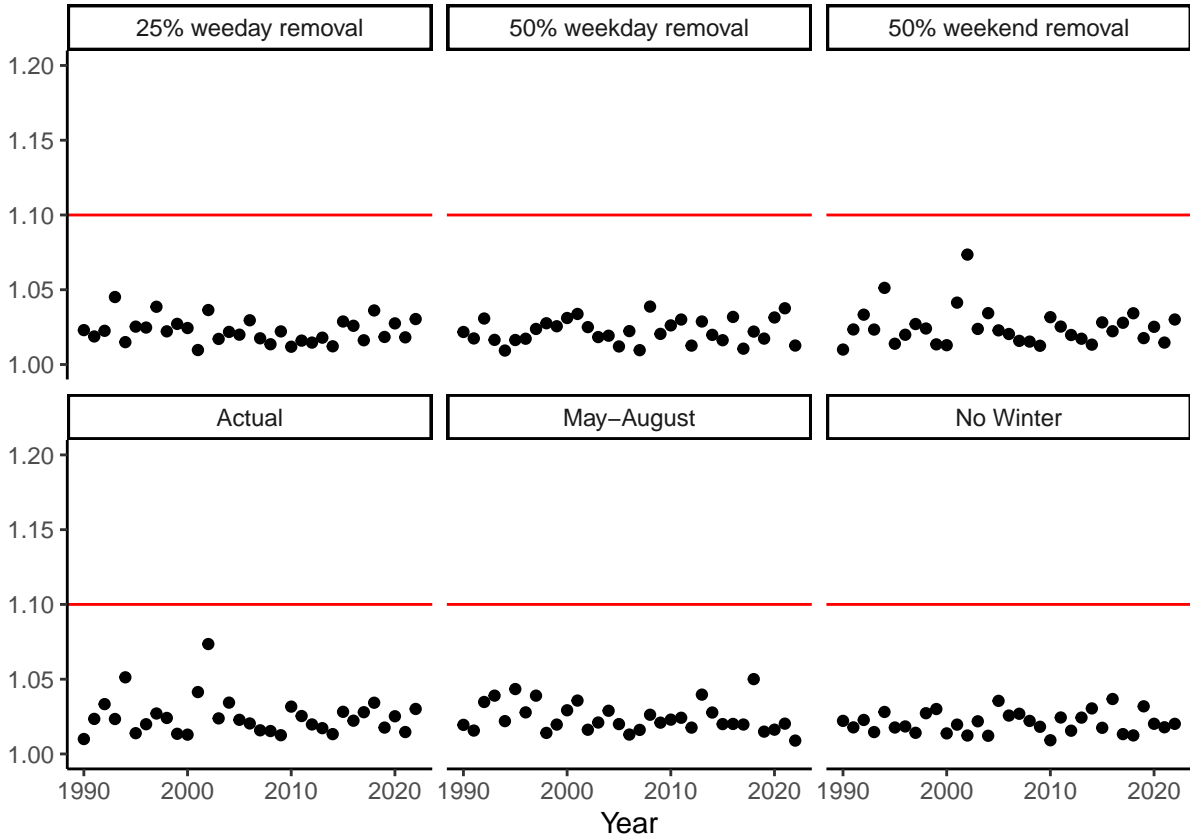 25% weeday removal
50% weekday removal
50% weekend removal
1.20
1.15
1.10
1.05
1.00
Actual
May−August
No Winter
1.20
1.15
1.10
1.05
1.00
1990 2000 2010 2020 1990 2000 2010 2020 1990 2000 2010 2020
Year